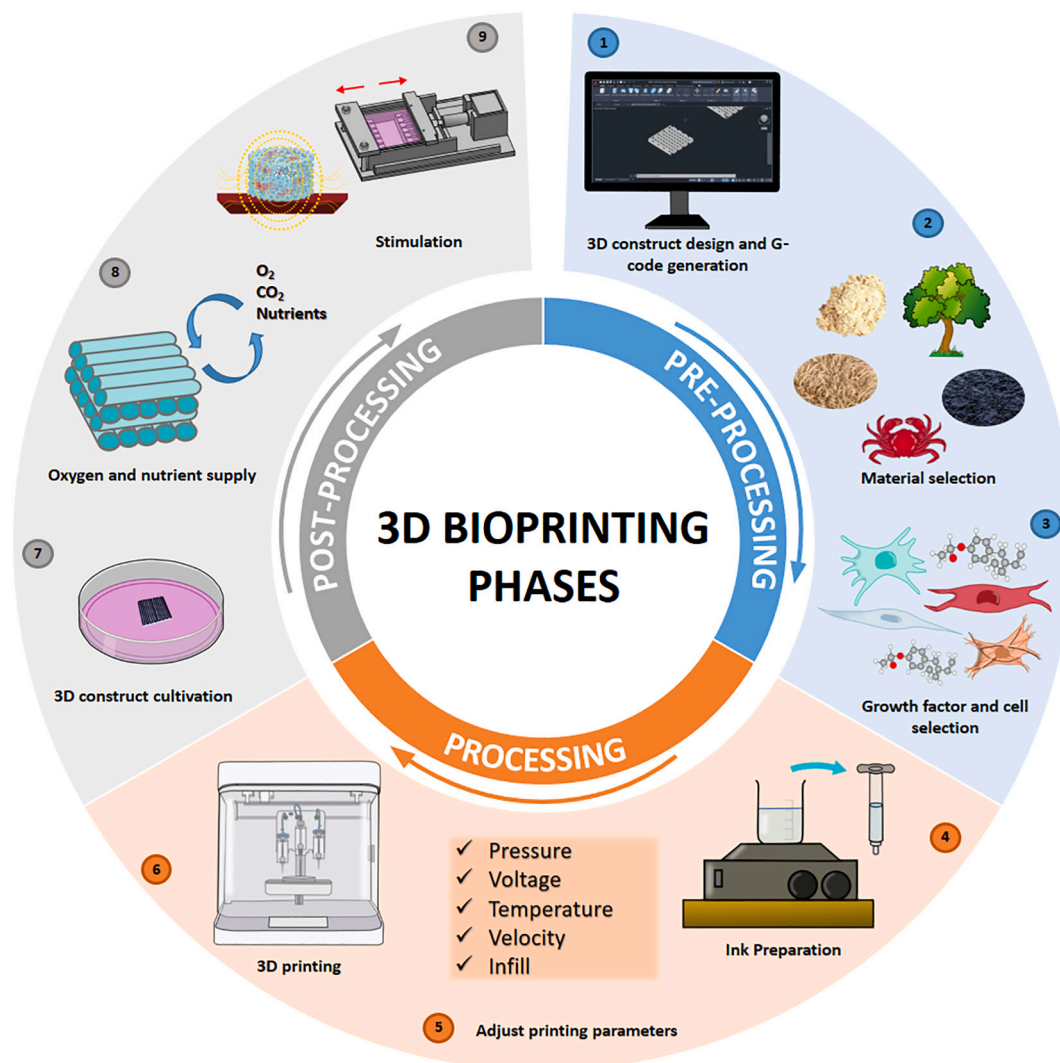 3D BIOPRINTING
PHASES
PRE-PROCESSING
PROCESSING
POST-PROCESSING
1
3D construct design and G-
code generation
2
Material selection
3
Growth factor and cell
selection
4
Ink Preparation
✓ Pressure
✓ Voltage
✓ Temperature
✓ Velocity
✓ Infill
5
Adjust printing parameters
6
3D printing
7
3D construct cultivation
8
O₂
CO₂
Nutrients
Oxygen and nutrient supply
9
Stimulation